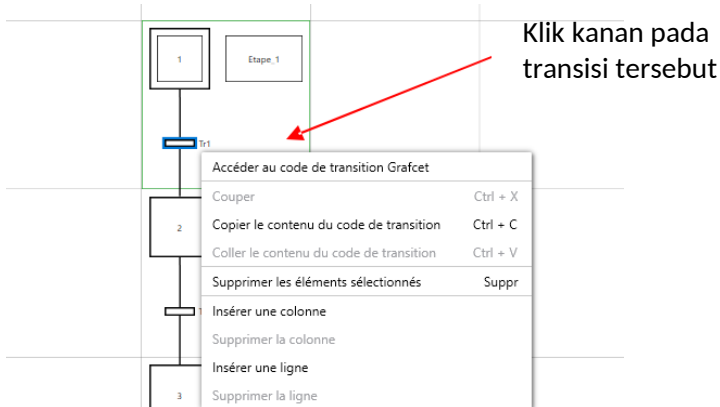 Klik kanan pada
transisi tersebut
1
Etape_1
Tr1
Accéder au code de transition Grafcet
Couper Ctrl + X
Copier le contenu du code de transition Ctrl + C
Coller le contenu du code de transition Ctrl + V
2
Supprimer les éléments sélectionnés Suppr
Insérer une colonne
Supprimer la colonne
Insérer une ligne
3
Supprimer la ligne